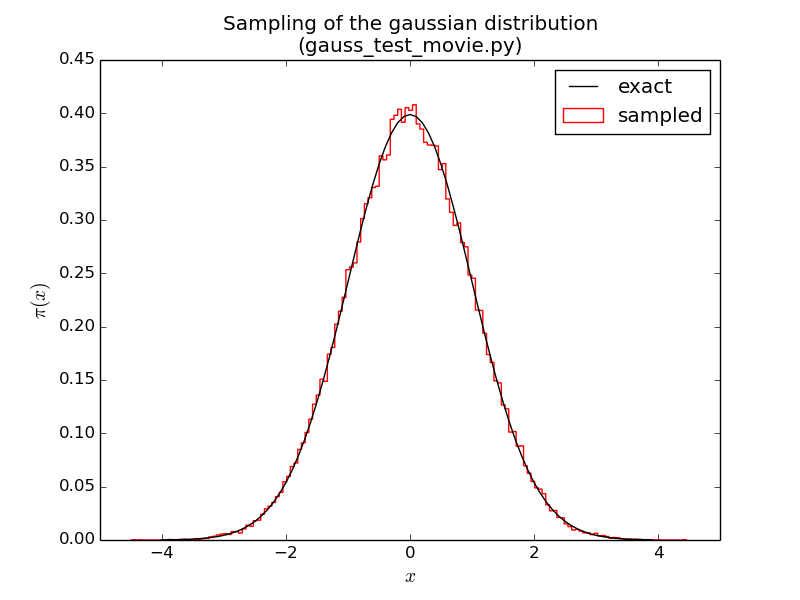 Sampling of the gaussian distribution
(gauss_test_movie.py)
exact
sampled
π(x)
0.45
0.40
0.35
0.30
0.25
0.20
0.15
0.10
0.05
0.00
−4 −2 0 2 4
x